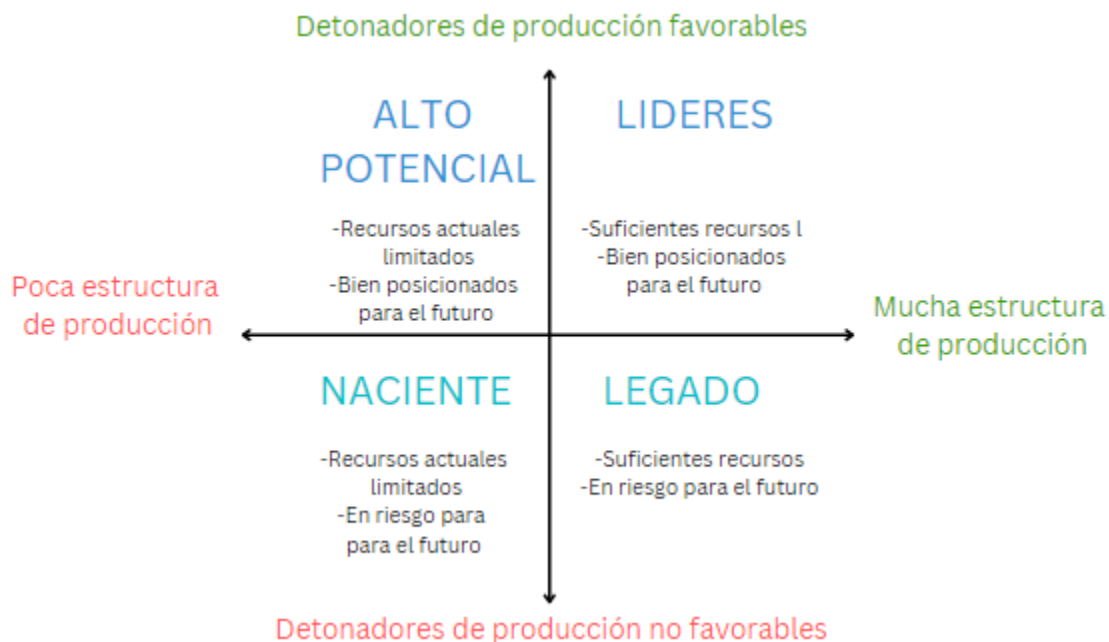 Detonadores de producción favorables
ALTO
POTENCIAL
-Recursos actuales
limitados
-Bien posicionados
para el futuro
LIDERES
-Suficientes recursos l
-Bien posicionados
para el futuro
Poca estructura
de producción
Mucha estructura
de producción
NACIENTE
-Recursos actuales
limitados
-En riesgo para
para el futuro
LEGADO
-Suficientes recursos
-En riesgo para el futuro
Detonadores de producción no favorables